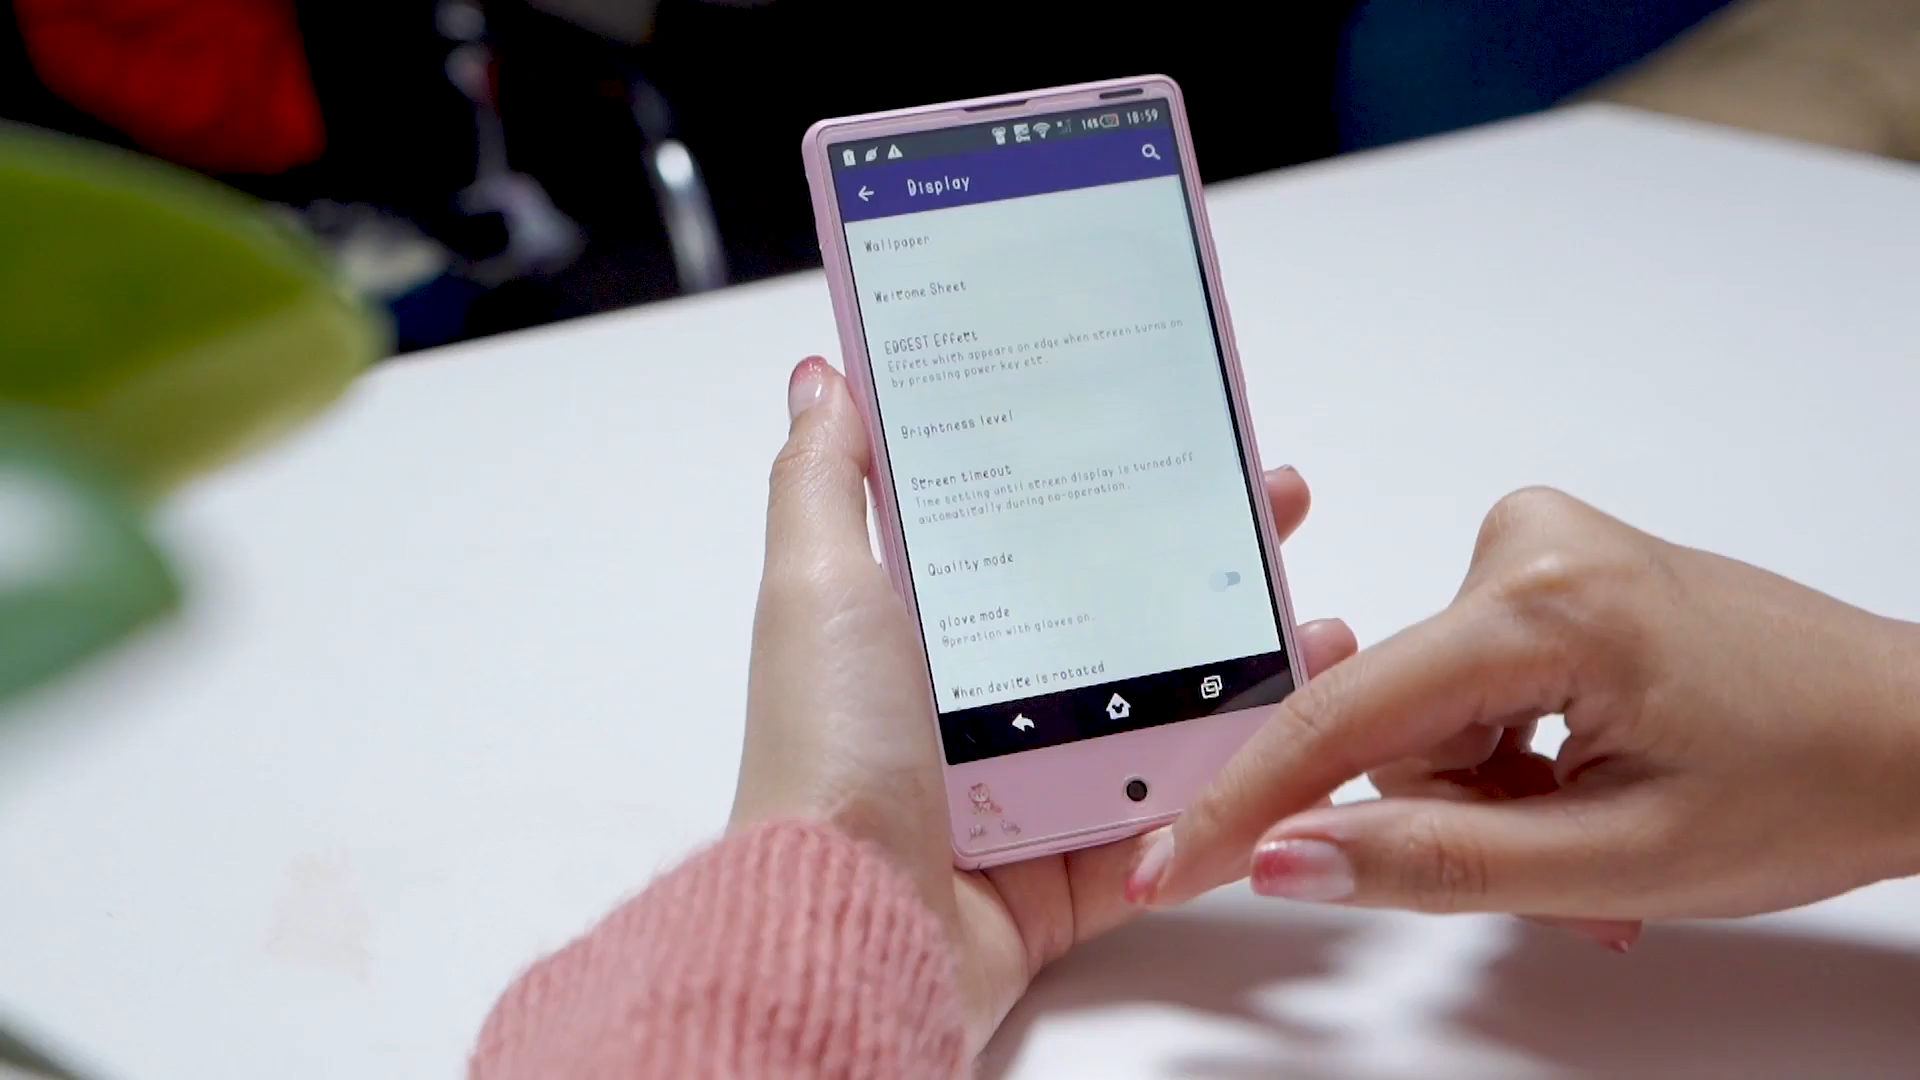 14% 18:59
Display
Wallpaper
Welcome Sheet
EDGEST Effect
Effect which appears on edge when screen turns on
by pressing power key etc.
Brightness level
Screen timeout
Time setting until screen display is turned off
automatically during no-operation.
Quality mode
glove mode
Operation with gloves on.
When device is rotated